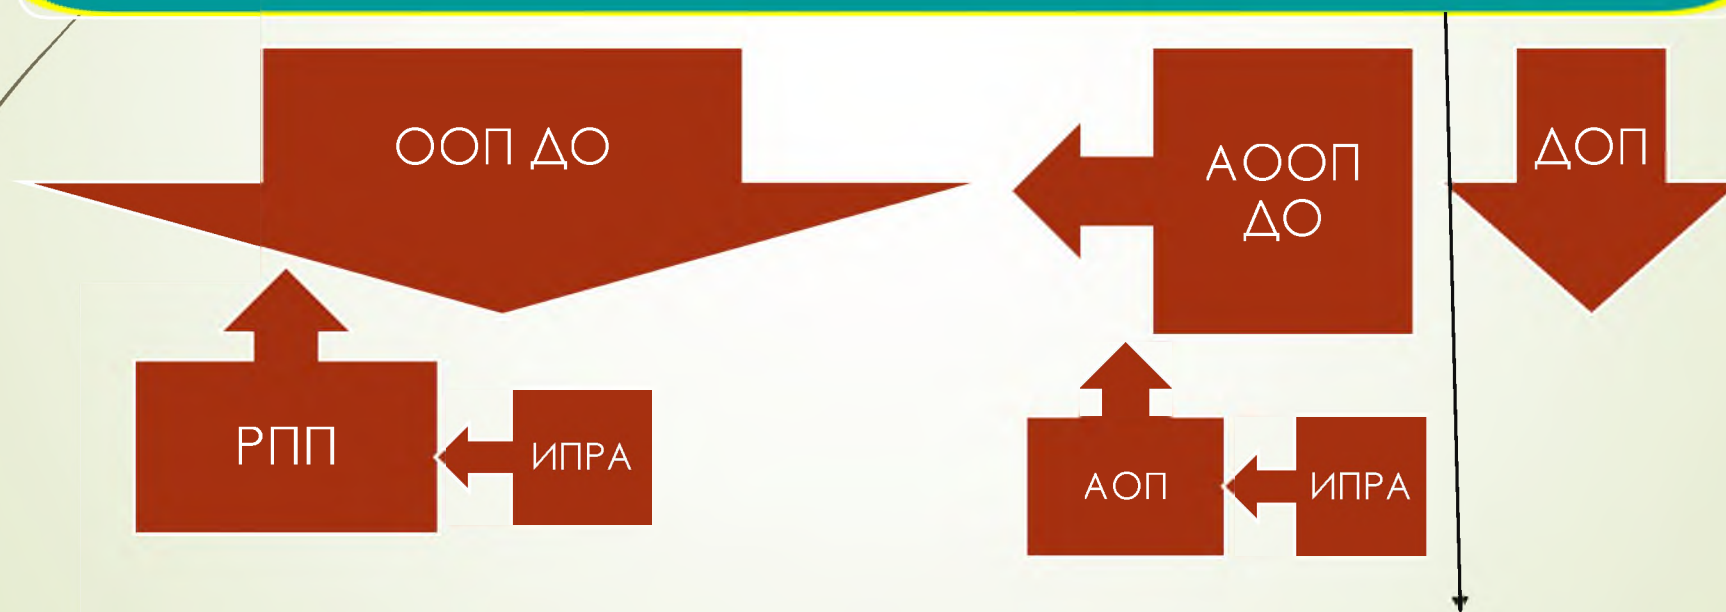 ООП ДО
АООП
ДО
ДОП
РПП
ИПРА
АОП
ИПРА